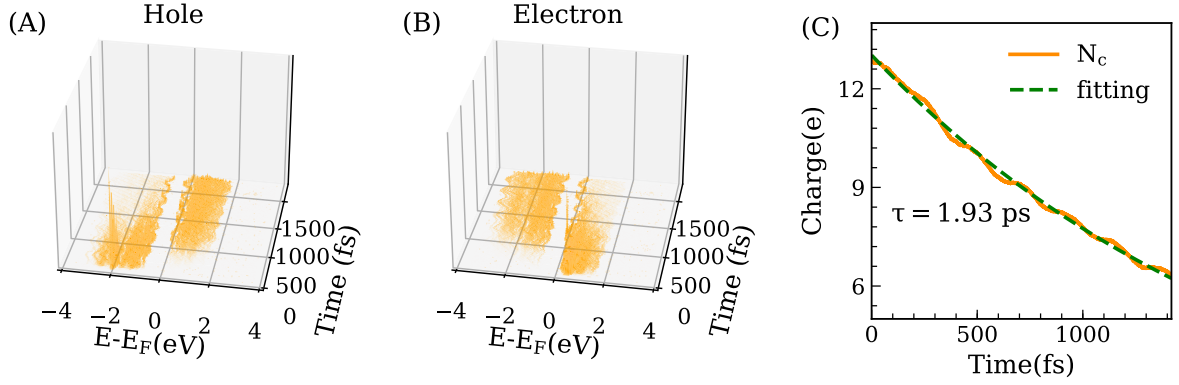 (A)
Hole
−4
−2
0
2
4
E-E_F(eV)
0
500
1000
1500
Time (fs)
(B)
Electron
−4
−2
0
2
4
E-E_F(eV)
0
500
1000
1500
Time (fs)
(C)
12
9
6
Charge(e)
N_c
fitting
τ = 1.93 ps
0
500
1000
Time(fs)